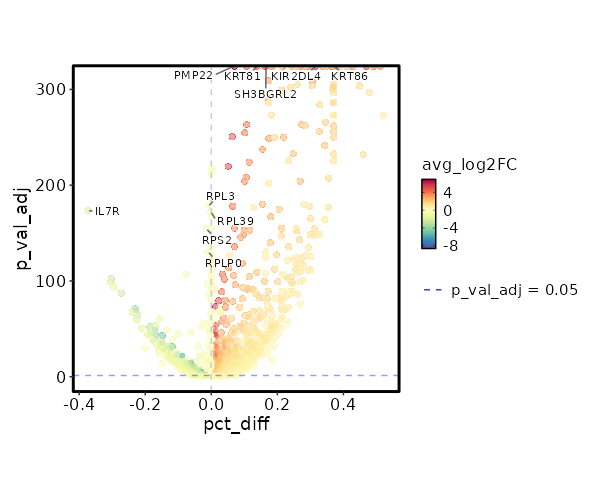 PMP22
KRT81
KIR2DL4
KRT86
SH3BGRL2
IL7R
RPL3
RPL39
RPS2
RPLP0
300
200
100
0
p_val_adj
-0.4
-0.2
0.0
0.2
0.4
pct_diff
avg_log2FC
4
0
-4
-8
p_val_adj = 0.05